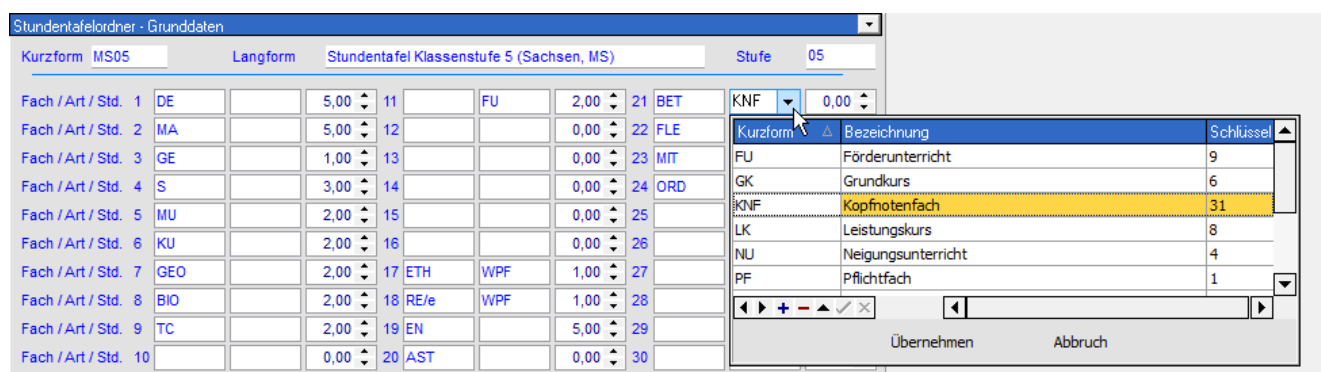 Stundentafelordner - Grunddaten
Kurzform MS05 Langform Stundentafel Klassenstufe 5 (Sachsen, MS) Stufe 05
Fach / Art / Std. 1 DE 5,00 11 FU 2,00 21 BET KNF 0,00
Fach / Art / Std. 2 MA 5,00 12 0,00 22 FLE
Kurzform Bezeichnung Schlüssel
Fach / Art / Std. 3 GE 1,00 13 0,00 23 MIT
FU Förderunterricht 9
Fach / Art / Std. 4 S 3,00 14 0,00 24 ORD
GK Grundkurs 6
KNF Kopfnotenfach 31
Fach / Art / Std. 5 MU 2,00 15 0,00 25
LK Leistungskurs 8
Fach / Art / Std. 6 KU 2,00 16 0,00 26
NU Neigungsunterricht 4
Fach / Art / Std. 7 GEO 2,00 17 ETH WPF 1,00 27
PF Pflichtfach 1
Fach / Art / Std. 8 BIO 2,00 18 RE/e WPF 1,00 28
Fach / Art / Std. 9 TC 2,00 19 EN 5,00 29
Übernehmen Abbruch
Fach / Art / Std. 10 0,00 20 AST 0,00 30